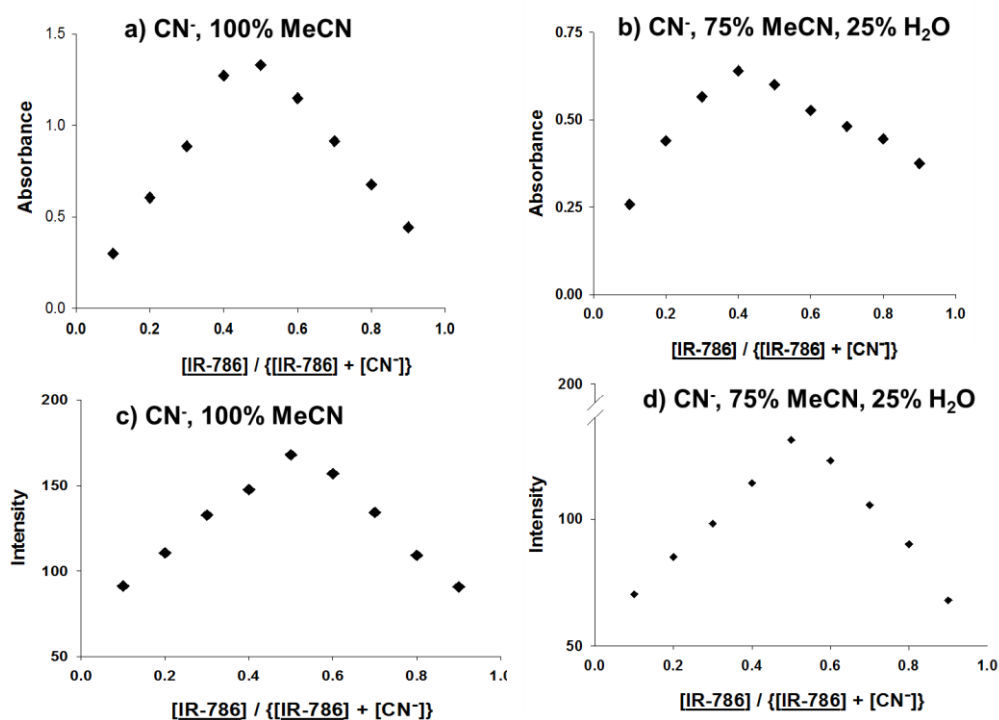 a) CN⁻, 100% MeCN
1.5
1.0
0.5
0.0
Absorbance
0.0 0.2 0.4 0.6 0.8 1.0
[IR-786] / {[IR-786] + [CN⁻]}
b) CN⁻, 75% MeCN, 25% H₂O
0.75
0.50
0.25
0.00
Absorbance
0.0 0.2 0.4 0.6 0.8 1.0
[IR-786] / {[IR-786] + [CN⁻]}
c) CN⁻, 100% MeCN
200
150
100
50
Intensity
0.0 0.2 0.4 0.6 0.8
[IR-786] / {[IR-786] + [CN⁻]}
d) CN⁻, 75% MeCN, 25% H₂O
200
100
50
Intensity
0.0 0.2 0.4 0.6 0.8 1.0
[IR-786] / {[IR-786] + [CN⁻]}